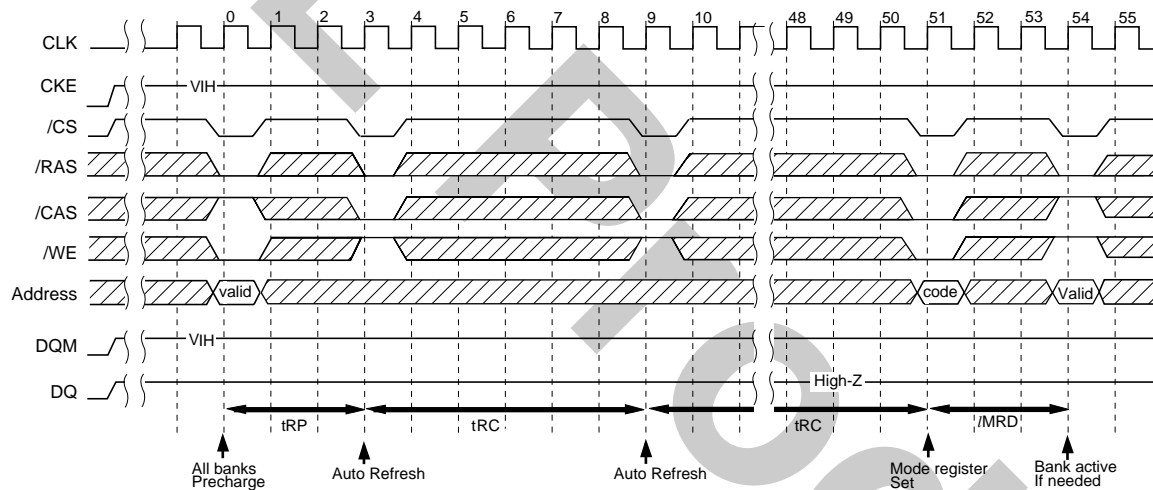 0 1 2 3 4 5 6 7 8 9 10 48 49 50 51 52 53 54 55
CLK
CKE VIH
/CS
/RAS
/CAS
/WE
Address valid code Valid
DQM VIH
DQ High-Z
tRP tRC tRC lMRD
All banks
Precharge
Auto Refresh
Auto Refresh
Mode register
Set
Bank active
If needed